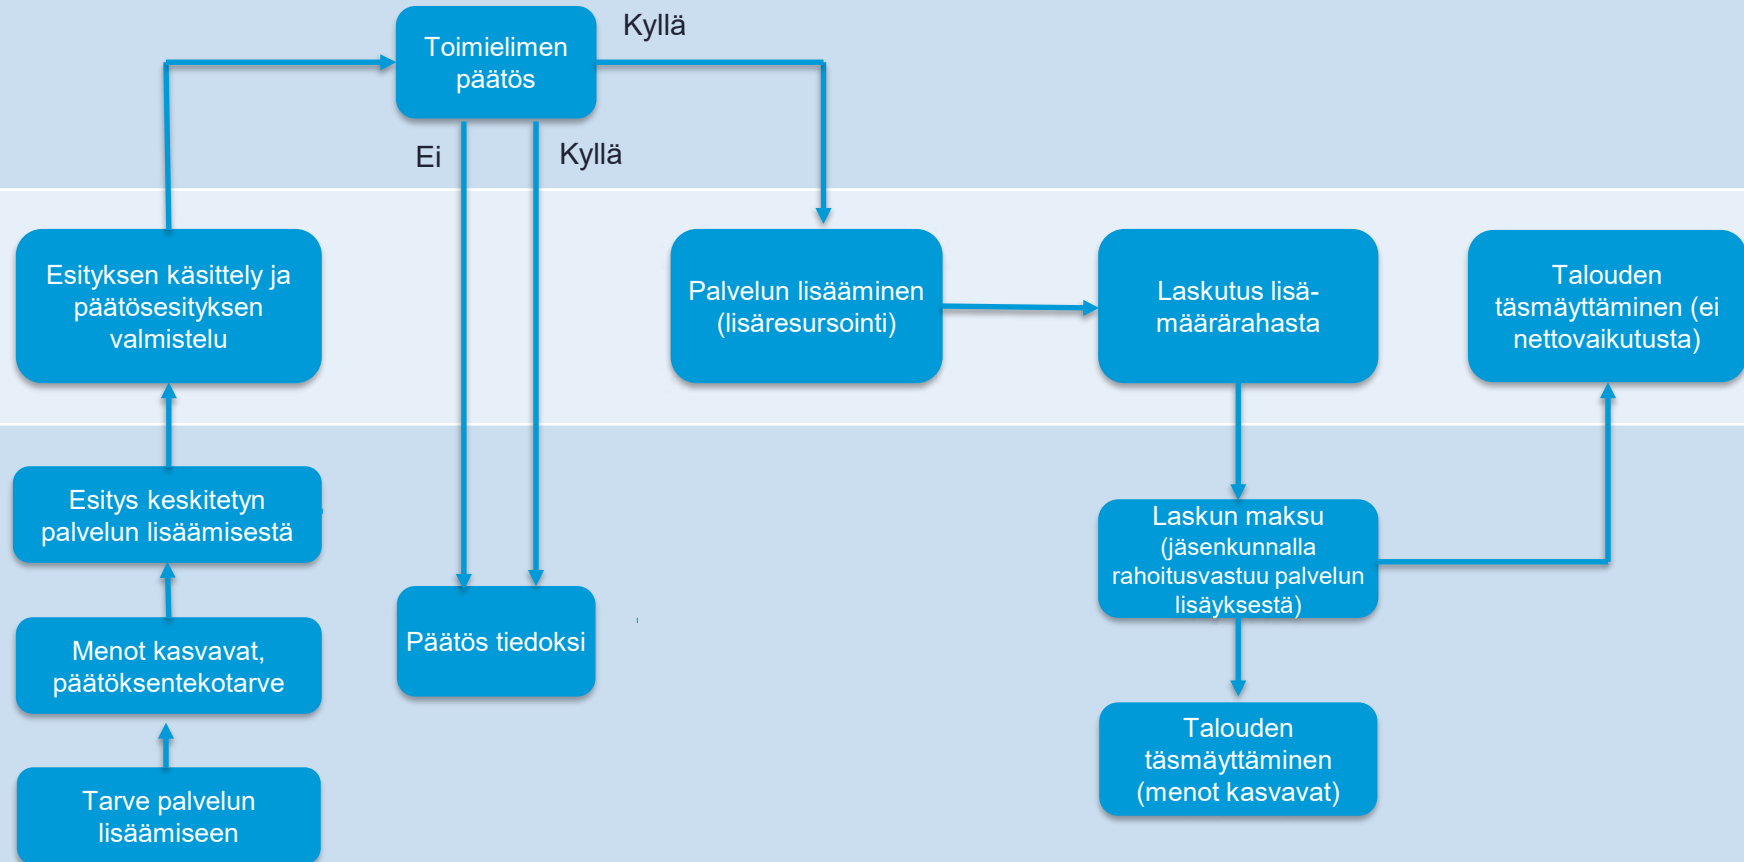 Toimielimen
päätös
Kyllä
Ei
Kyllä
Esityksen käsittely ja
päätösesityksen
valmistelu
Palvelun lisääminen
(lisäresursointi)
Laskutus lisä-
määrärahasta
Talouden
täsmäyttäminen (ei
nettovaikutusta)
Esitys keskitetyn
palvelun lisäämisestä
Laskun maksu
(jäsenkunnalla
rahoitusvastuu palvelun
lisäyksestä)
Menot kasvavat,
päätöksentekotarve
Päätös tiedoksi
Talouden
täsmäyttäminen
(menot kasvavat)
Tarve palvelun
lisäämiseen